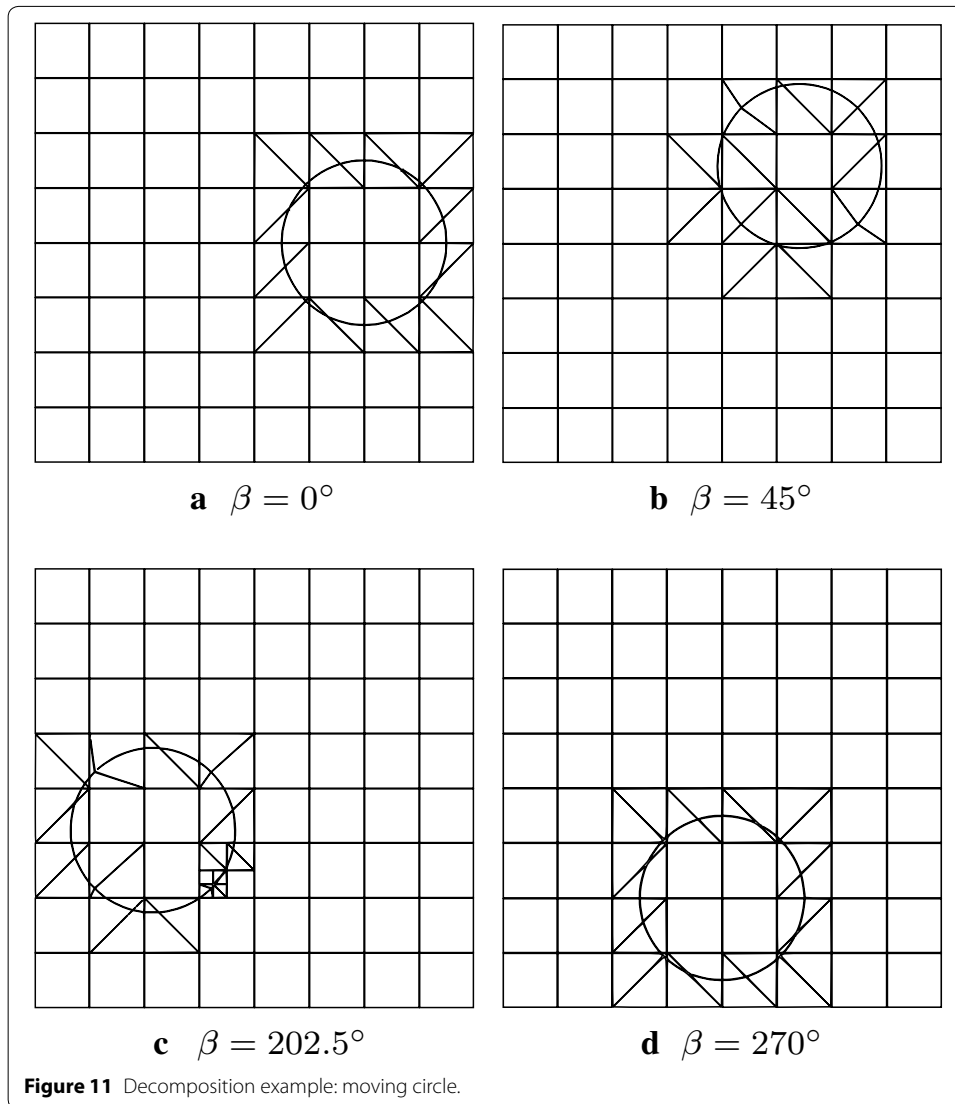 a β = 0°
b β = 45°
c β = 202.5°
d β = 270°
Figure 11 Decomposition example: moving circle.